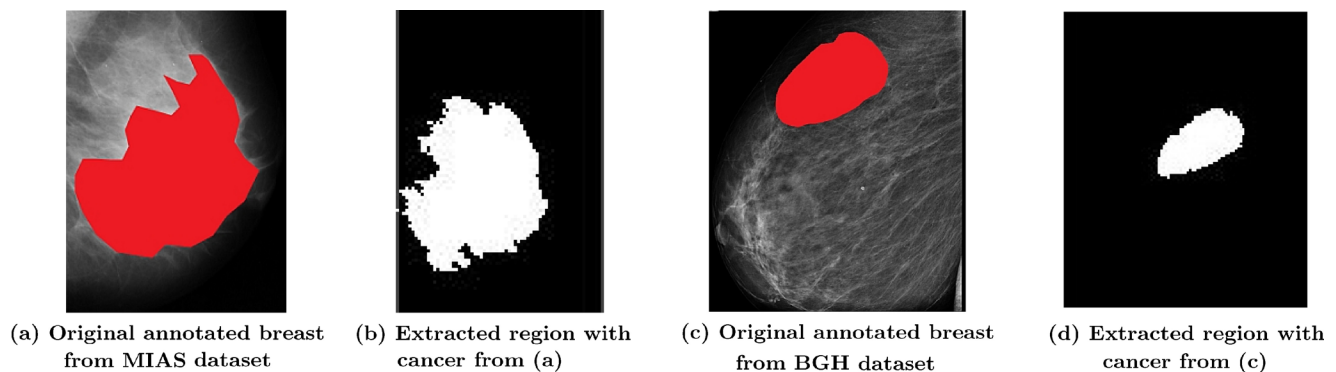 (a) Original annotated breast
from MIAS dataset
(b) Extracted region with
cancer from (a)
(c) Original annotated breast
from BGH dataset
(d) Extracted region with
cancer from (c)